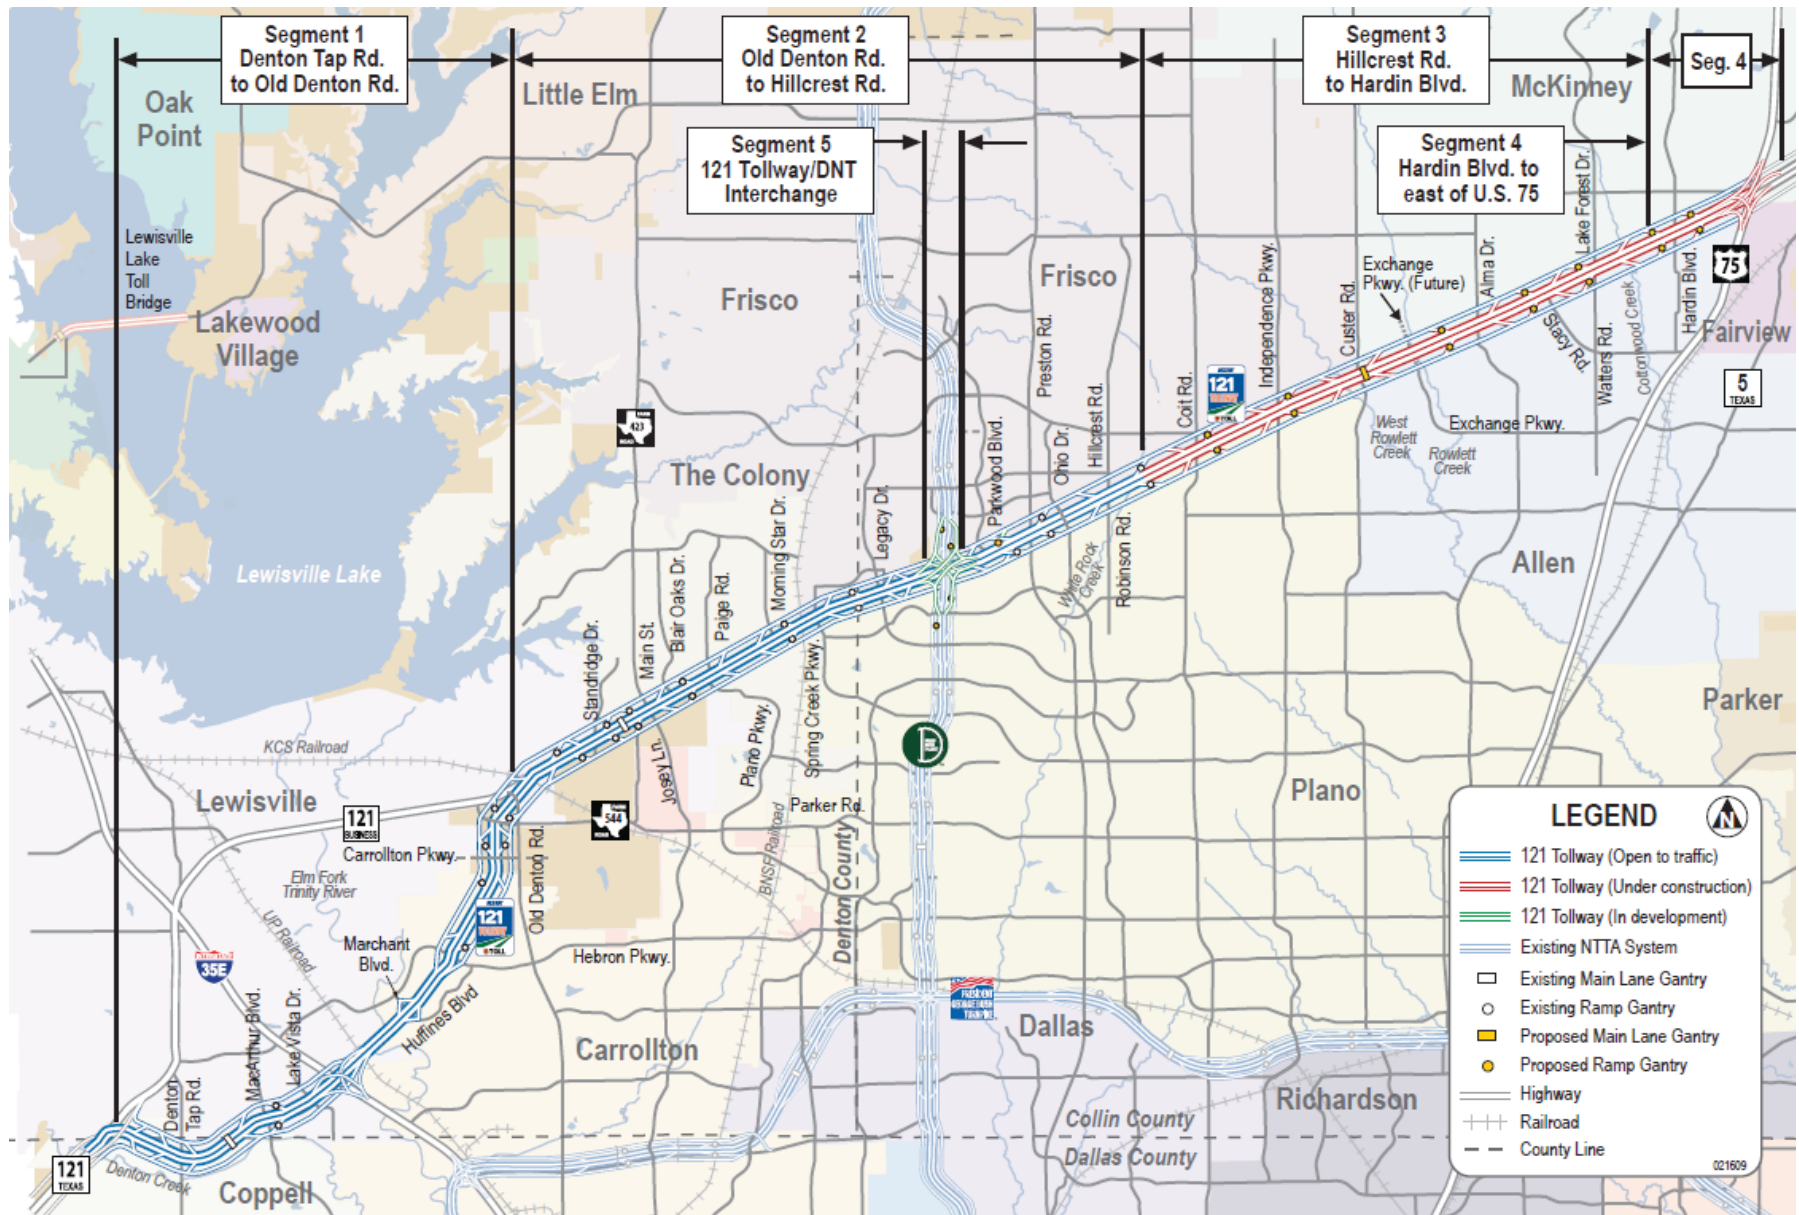 Segment 1
Denton Tap Rd.
to Old Denton Rd.
Segment 2
Old Denton Rd.
to Hillcrest Rd.
Segment 3
Hillcrest Rd.
to Hardin Blvd.
Seg. 4
Segment 5
121 Tollway/DNT
Interchange
Segment 4
Hardin Blvd. to
east of U.S. 75
Oak
Point
Little Elm
McKinney
Lewisville
Lake
Toll
Bridge
Lakewood
Village
Frisco
Frisco
Exchange
Pkwy. (Future)
Lake Forest Dr.
Alma Dr.
Independence Pkwy.
Custer Rd.
Hardin Blvd.
75
Fairview
Cottonwood Creek
Watters Rd.
Stacy Rd.
5
TEXAS
Preston Rd.
Hillcrest Rd.
Ohio Dr.
Coit Rd.
121
TOLL
423
The Colony
Parkwood Blvd.
Legacy Dr.
West
Rowlett
Creek
Rowlett
Creek
Exchange Pkwy.
Lewisville Lake
Morning Star Dr.
Blair Oaks Dr.
Paige Rd.
Main St.
Standridge Dr.
White Rock
Creek
Robinson Rd.
Allen
Parker
Spring Creek Pkwy.
Plano Pkwy.
Josey Ln.
KCS Railroad
Lewisville
121
BUSINESS
Carrollton Pkwy.
544
Parker Rd.
Plano
Elm Fork
Trinity River
UP Railroad
Old Denton Rd.
BNSF Railroad
Denton County
121
TOLL
Marchant
Blvd.
Hebron Pkwy.
35E
Huffines Blvd
MacArthur Blvd.
Lake Vista Dr.
PRESIDENT
GEORGE BUSH
TURNPIKE
Dallas
Carrollton
Denton
Tap Rd.
Richardson
Collin County
Dallas County
121
TEXAS
Denton Creek
Coppell
LEGEND
N
121 Tollway (Open to traffic)
121 Tollway (Under construction)
121 Tollway (In development)
Existing NTTA System
Existing Main Lane Gantry
Existing Ramp Gantry
Proposed Main Lane Gantry
Proposed Ramp Gantry
Highway
Railroad
County Line
021609